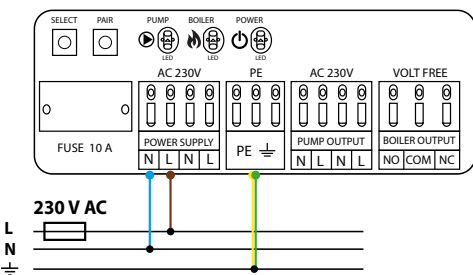 SELECT PAIR PUMP BOILER POWER
LED LED LED
AC 230V PE AC 230V VOLT FREE
FUSE 10 A
POWER SUPPLY PE PUMP OUTPUT BOILER OUTPUT
N L N L N L N L NO COM NC
230 V AC
L
N